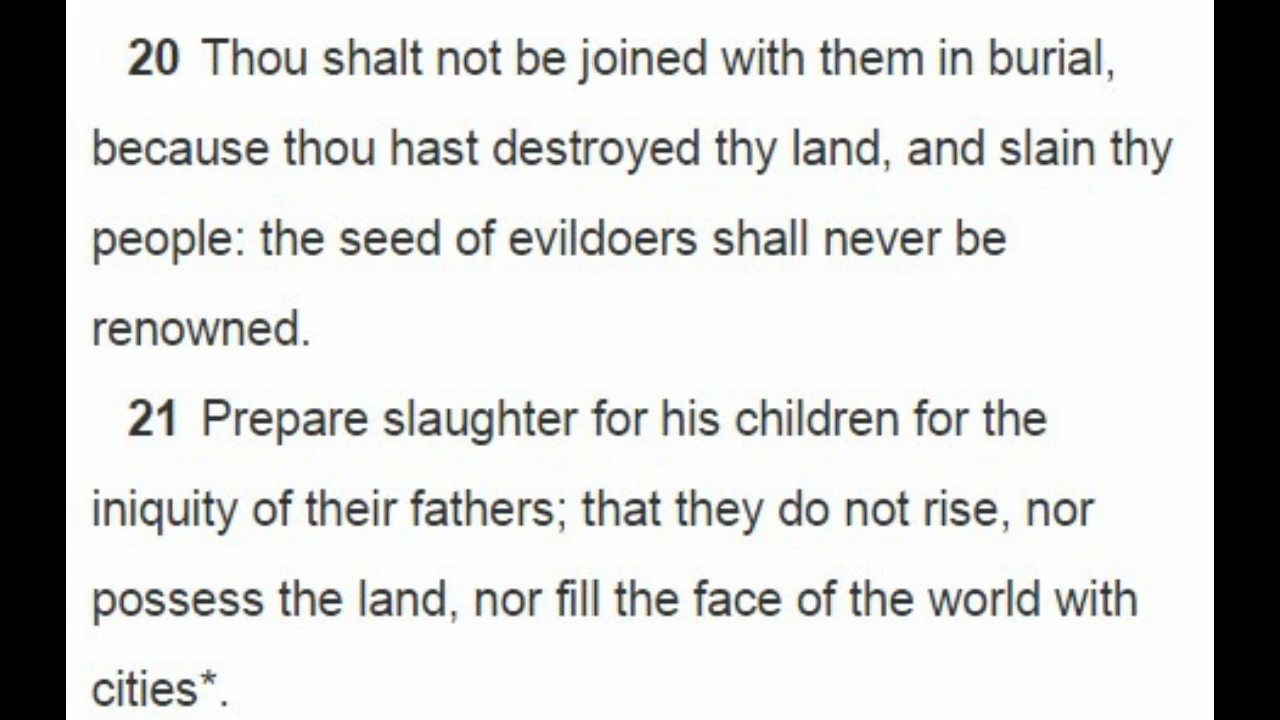 20 Thou shalt not be joined with them in burial,
because thou hast destroyed thy land, and slain thy
people: the seed of evildoers shall never be
renowned.
21 Prepare slaughter for his children for the
iniquity of their fathers; that they do not rise, nor
possess the land, nor fill the face of the world with
cities*.